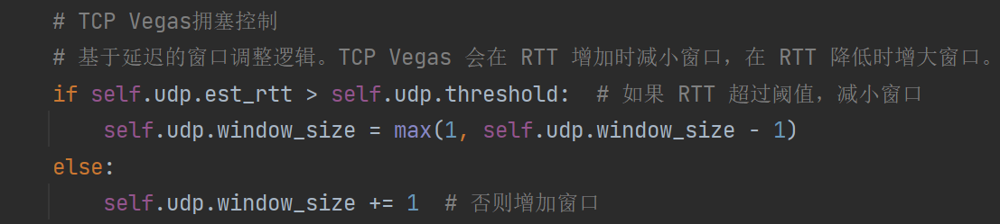 # TCP Vegas拥塞控制
# 基于延迟的窗口调整逻辑。TCP Vegas 会在 RTT 增加时减小窗口，在 RTT 降低时增大窗口。
if self.udp.est_rtt > self.udp.threshold:  # 如果 RTT 超过阈值，减小窗口
    self.udp.window_size = max(1, self.udp.window_size - 1)
else:
    self.udp.window_size += 1  # 否则增加窗口